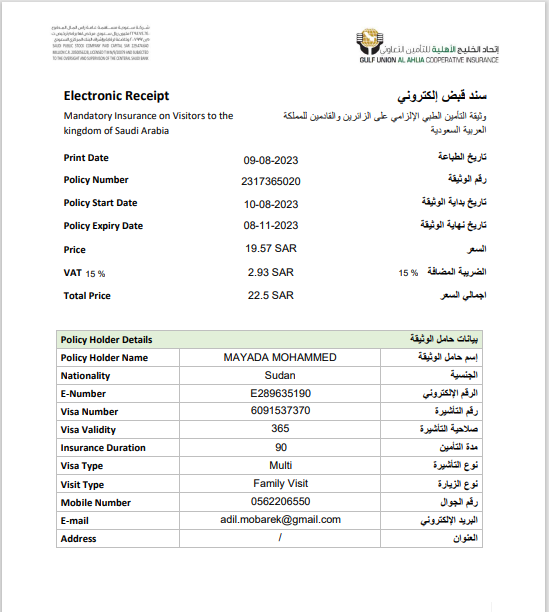 إتحاد الخليج الأهلية للتأمين التعاوني
GULF UNION AL AHLIA COOPERATIVE INSURANCE
Electronic Receipt
سند قبض إلكتروني
Mandatory Insurance on Visitors to the
kingdom of Saudi Arabia
وثيقة التأمين الطبي الإلزامي على الزائرين والقادمين للمملكة
العربية السعودية
Print Date 09-08-2023 تاريخ الطباعة
Policy Number 2317365020 رقم الوثيقة
Policy Start Date 10-08-2023 تاريخ بداية الوثيقة
Policy Expiry Date 08-11-2023 تاريخ نهاية الوثيقة
Price 19.57 SAR السعر
VAT 15 % 2.93 SAR 15 % الضريبة المضافة
Total Price 22.5 SAR اجمالي السعر
Policy Holder Details بيانات حامل الوثيقة
Policy Holder Name MAYADA MOHAMMED إسم حامل الوثيقة
Nationality Sudan الجنسية
E-Number E289635190 الرقم الإلكتروني
Visa Number 6091537370 رقم التأشيرة
Visa Validity 365 صلاحية التأشيرة
Insurance Duration 90 مدة التأمين
Visa Type Multi نوع التأشيرة
Visit Type Family Visit نوع الزيارة
Mobile Number 0562206550 رقم الجوال
E-mail adil.mobarek@gmail.com البريد الإلكتروني
Address / العنوان